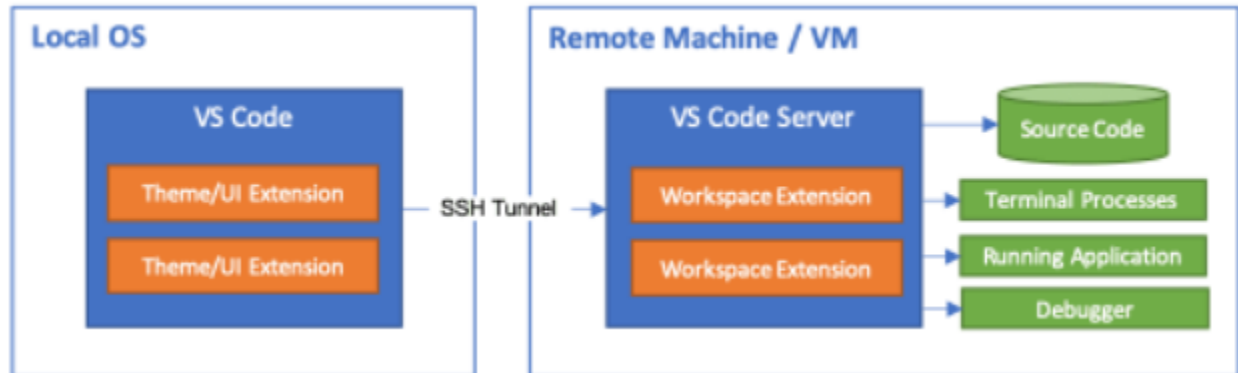 Local OS
VS Code
Theme/UI Extension
Theme/UI Extension
SSH Tunnel
Remote Machine / VM
VS Code Server
Workspace Extension
Workspace Extension
Source Code
Terminal Processes
Running Application
Debugger